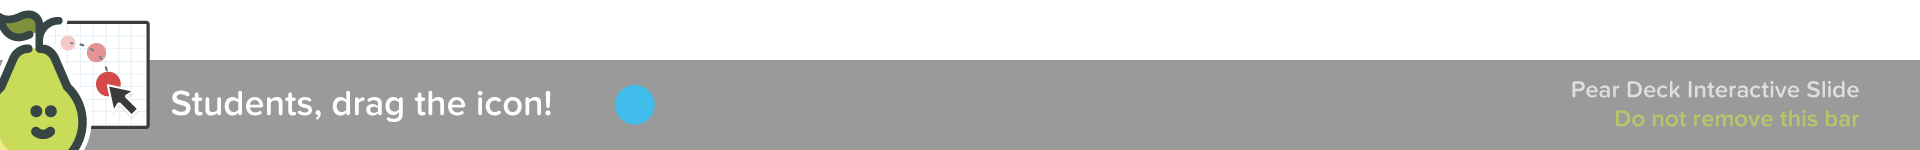 Students, drag the icon!
Pear Deck Interactive Slide
Do not remove this bar